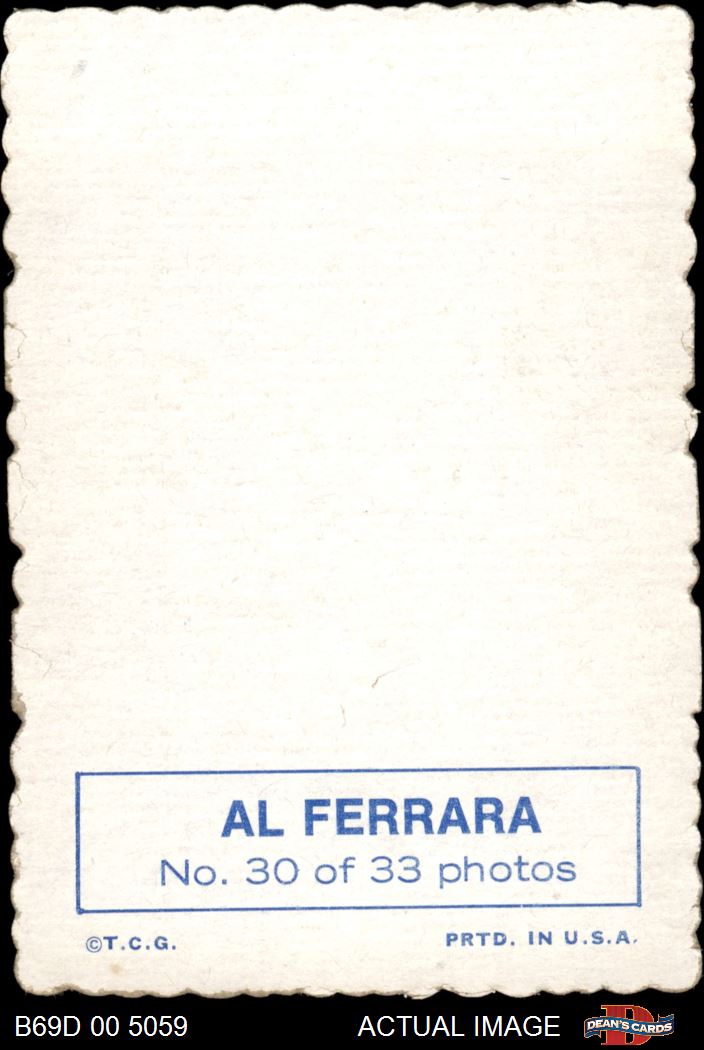 AL FERRARA
No. 30 of 33 photos
©T.C.G. PRTD. IN U.S.A.
B69D 00 5059 ACTUAL IMAGE DEAN'S CARDS